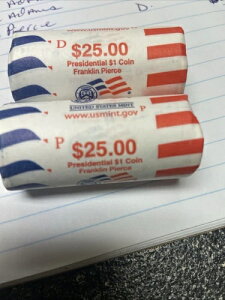 Adams
Pierce
D.
D $25.00
Presidential $1 Coin
Franklin Pierce
UNITED STATES MINT
www.usmint.gov P
P $25.00
Presidential $1 Coin
Franklin Pierce